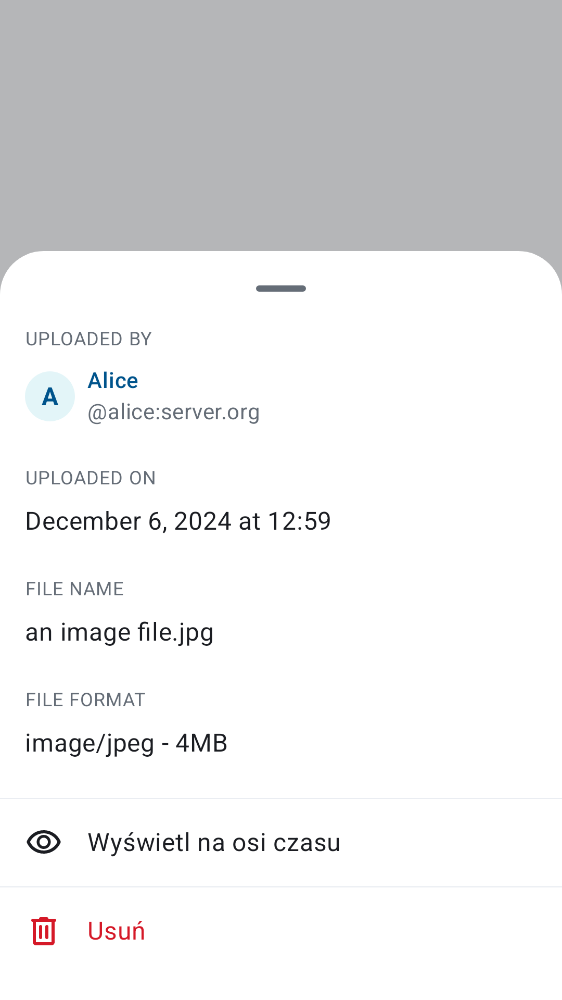 UPLOADED BY
A
Alice
@alice:server.org
UPLOADED ON
December 6, 2024 at 12:59
FILE NAME
an image file.jpg
FILE FORMAT
image/jpeg - 4MB
Wyświetl na osi czasu
Usuń